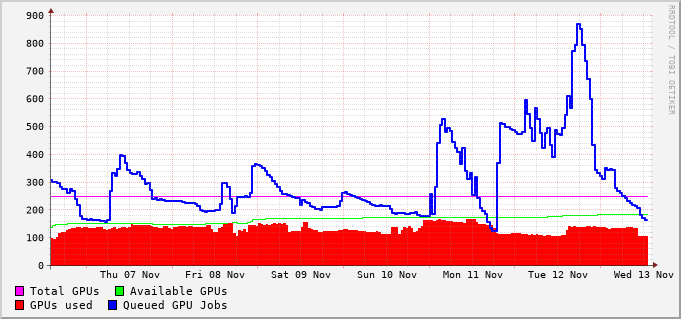 900
800
700
600
500
400
300
200
100
0
Thu 07 Nov Fri 08 Nov Sat 09 Nov Sun 10 Nov Mon 11 Nov Tue 12 Nov Wed 13 Nov
Total GPUs Available GPUs
GPUs used Queued GPU Jobs
RRDTOOL / TOBI OETIKER